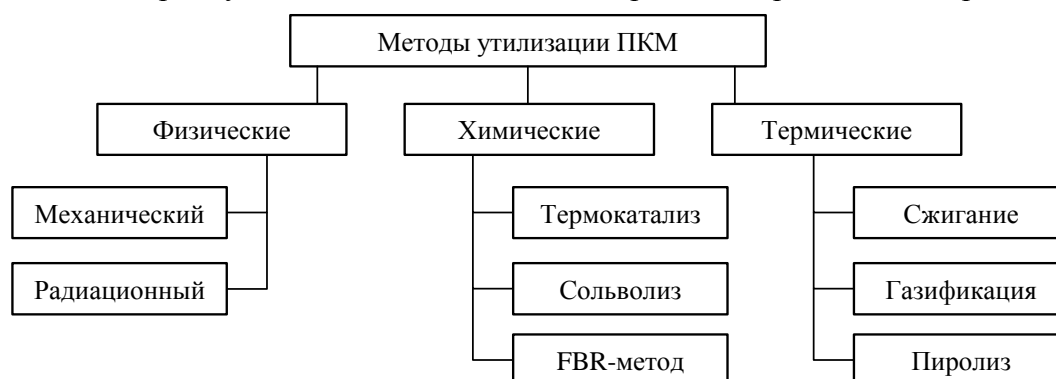 Методы утилизации ПКМ
Физические
Химические
Термические
Механический
Термокатализ
Сжигание
Радиационный
Сольволиз
Газификация
FBR-метод
Пиролиз